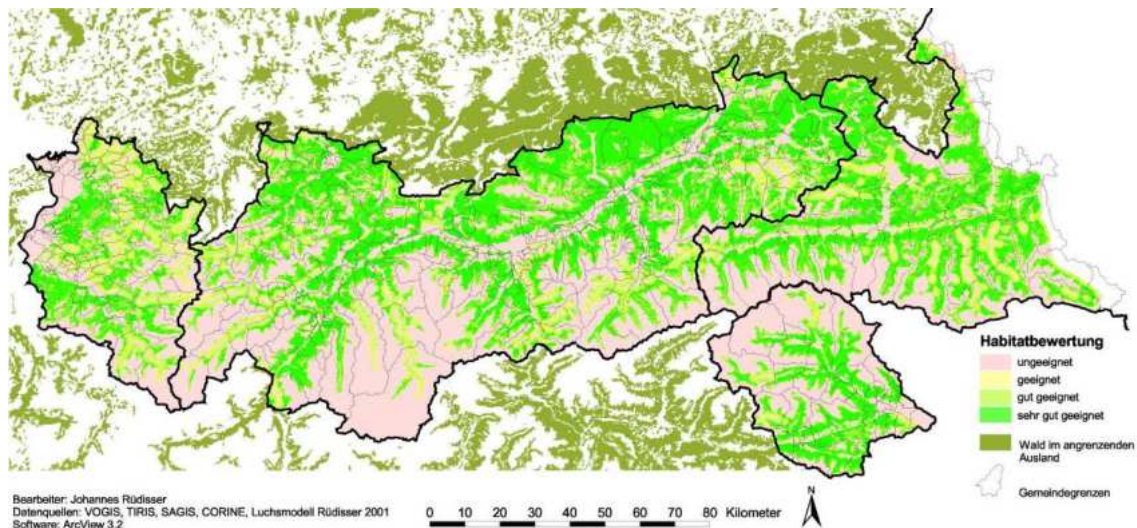 Habitatbewertung
ungeeignet
geeignet
gut geeignet
sehr gut geeignet
Wald im angrenzenden
Ausland
Gemeindegrenzen
Bearbeiter: Johannes Rüdisser
Datenquellen: VOGIS, TIRIS, SAGIS, CORINE, Luchsmodell Rüdisser 2001
Software: ArcView 3.2
0 10 20 30 40 50 60 70 80 Kilometer
N